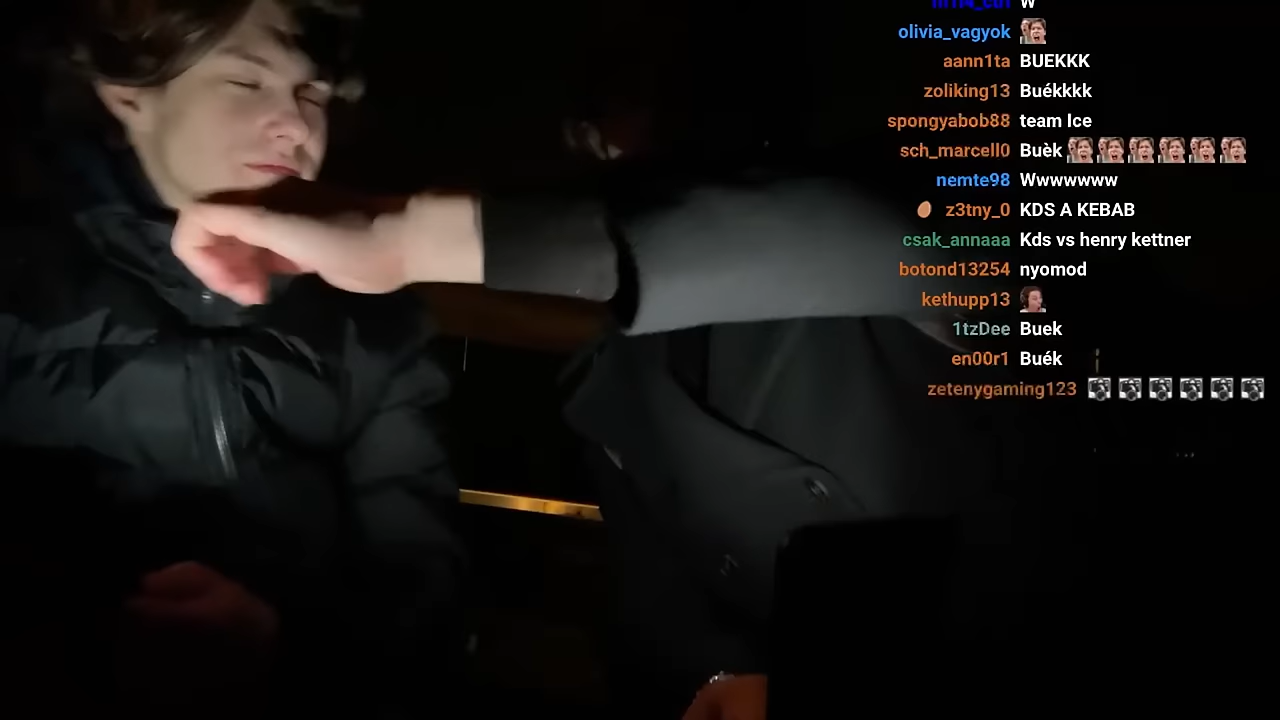 W
olivia_vagyok
aann1ta BUEKKK
zoliking13 Buékkkk
spongyabob88 team Ice
sch_marcell0 Buèk
nemte98 Wwwwwww
z3tny_0 KDS A KEBAB
csak_annaaa Kds vs henry kettner
botond13254 nyomod
kethupp13
1tzDee Buek
en00r1 Buék
zetenygaming123